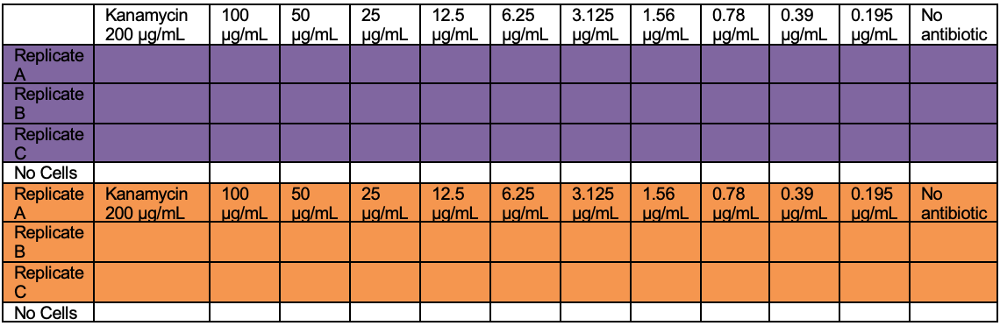 Kanamycin 200 µg/mL 100 µg/mL 50 µg/mL 25 µg/mL 12.5 µg/mL 6.25 µg/mL 3.125 µg/mL 1.56 µg/mL 0.78 µg/mL 0.39 µg/mL 0.195 µg/mL No antibiotic
Replicate A
Replicate B
Replicate C
No Cells
Replicate A Kanamycin 200 µg/mL 100 µg/mL 50 µg/mL 25 µg/mL 12.5 µg/mL 6.25 µg/mL 3.125 µg/mL 1.56 µg/mL 0.78 µg/mL 0.39 µg/mL 0.195 µg/mL No antibiotic
Replicate B
Replicate C
No Cells